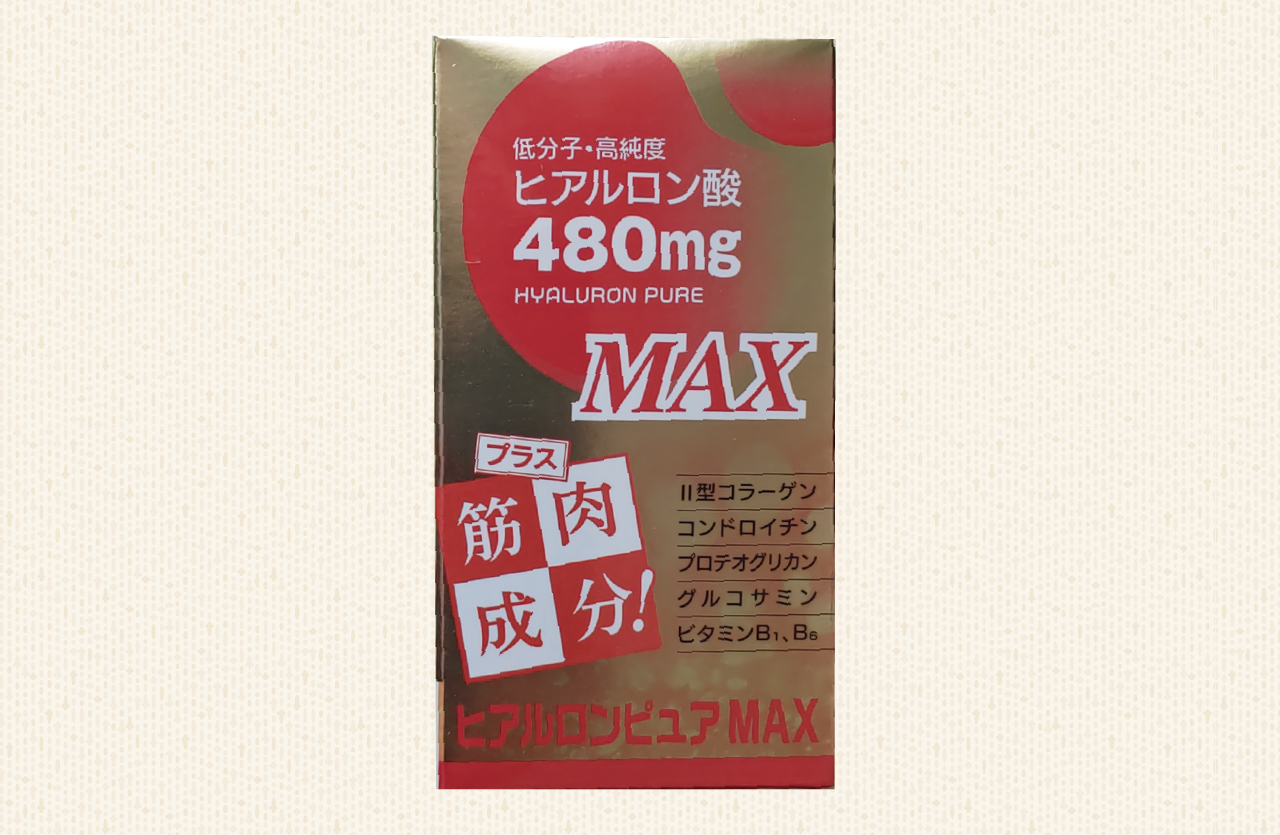 低分子・高純度
ヒアルロン酸
480mg
HYALURON PURE
MAX
プラス
筋肉
成分!
II型コラーゲン
コンドロイチン
プロテオグリカン
グルコサミン
ビタミンB₁、B₆
ヒアルロンピュアMAX